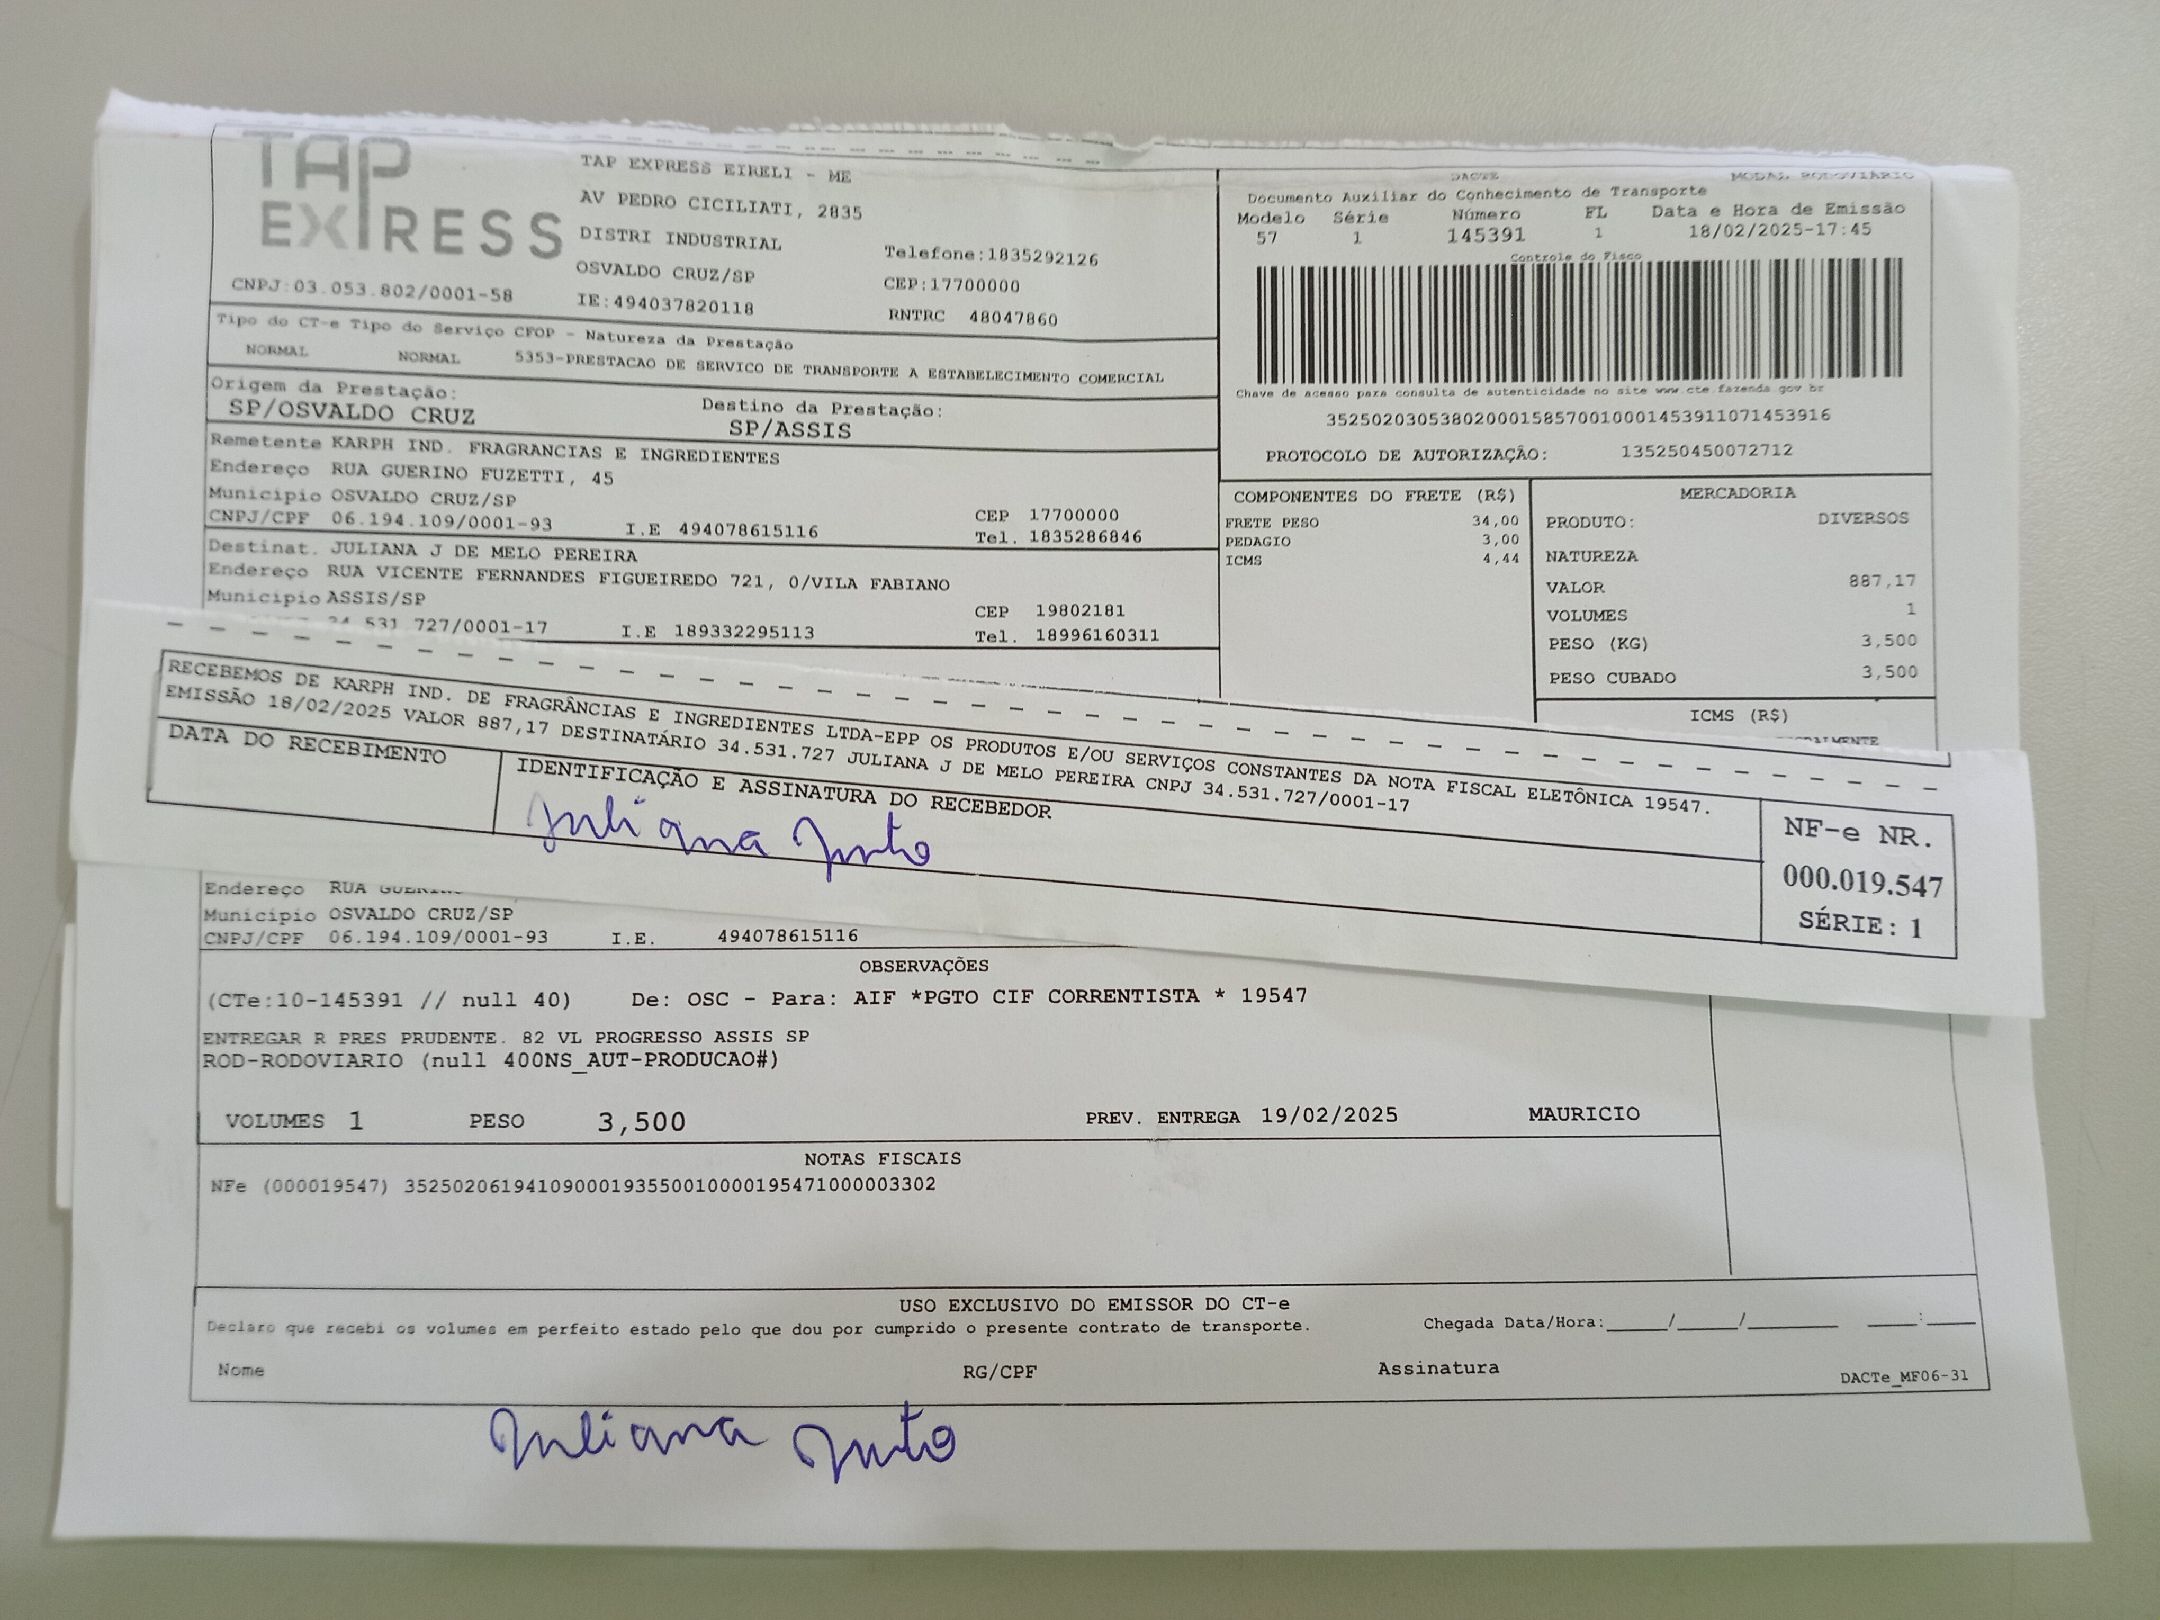 TAP EXPRESS
TAP EXPRESS EIRELI - ME
AV PEDRO CICILIATI, 2835
DISTRI INDUSTRIAL
Telefone:1835292126
OSVALDO CRUZ/SP
CEP:17700000
CNPJ:03.053.802/0001-58
IE:494037820118
RNTRC 48047860
DACTE MODAL RODOVIÁRIO
Documento Auxiliar do Conhecimento de Transporte
Modelo Série Número FL Data e Hora de Emissão
57 1 145391 1 18/02/2025-17:45
Controle do Fisco
Chave de acesso para consulta de autenticidade no site www.cte.fazenda.gov.br
35250203053802000158570010001453911071453916
PROTOCOLO DE AUTORIZAÇÃO: 135250450072712
Tipo do CT-e Tipo do Serviço CFOP - Natureza da Prestação
NORMAL NORMAL 5353-PRESTACAO DE SERVICO DE TRANSPORTE A ESTABELECIMENTO COMERCIAL
Origem da Prestação: Destino da Prestação:
SP/OSVALDO CRUZ SP/ASSIS
Remetente KARPH IND. FRAGRANCIAS E INGREDIENTES
Endereço RUA GUERINO FUZETTI, 45
Municipio OSVALDO CRUZ/SP CEP 17700000
CNPJ/CPF 06.194.109/0001-93 I.E 494078615116 Tel. 1835286846
Destinat. JULIANA J DE MELO PEREIRA
Endereço RUA VICENTE FERNANDES FIGUEIREDO 721, 0/VILA FABIANO
Municipio ASSIS/SP CEP 19802181
34.531.727/0001-17 I.E 189332295113 Tel. 18996160311
COMPONENTES DO FRETE (R$)
FRETE PESO 34,00
PEDAGIO 3,00
ICMS 4,44
MERCADORIA
PRODUTO: DIVERSOS
NATUREZA
VALOR 887,17
VOLUMES 1
PESO (KG) 3,500
PESO CUBADO 3,500
ICMS (R$)
RECEBEMOS DE KARPH IND. DE FRAGRÂNCIAS E INGREDIENTES LTDA-EPP OS PRODUTOS E/OU SERVIÇOS CONSTANTES DA NOTA FISCAL ELETÔNICA 19547.
EMISSÃO 18/02/2025 VALOR 887,17 DESTINATÁRIO 34.531.727 JULIANA J DE MELO PEREIRA CNPJ 34.531.727/0001-17
DATA DO RECEBIMENTO
IDENTIFICAÇÃO E ASSINATURA DO RECEBEDOR
Juliana
NF-e NR.
000.019.547
SÉRIE: 1
Endereço RUA
Municipio OSVALDO CRUZ/SP
CNPJ/CPF 06.194.109/0001-93 I.E. 494078615116
OBSERVAÇÕES
(CTe:10-145391 // null 40) De: OSC - Para: AIF *PGTO CIF CORRENTISTA * 19547
ENTREGAR R PRES PRUDENTE. 82 VL PROGRESSO ASSIS SP
ROD-RODOVIARIO (null 400NS_AUT-PRODUCAO#)
VOLUMES 1 PESO 3,500 PREV. ENTREGA 19/02/2025 MAURICIO
NOTAS FISCAIS
NFe (000019547) 35250206194109000193550010000195471000003302
USO EXCLUSIVO DO EMISSOR DO CT-e
Declaro que recebi os volumes em perfeito estado pelo que dou por cumprido o presente contrato de transporte. Chegada Data/Hora:_____/_____/_______ ____:____
Nome RG/CPF Assinatura DACTe_MF06-31
Juliana